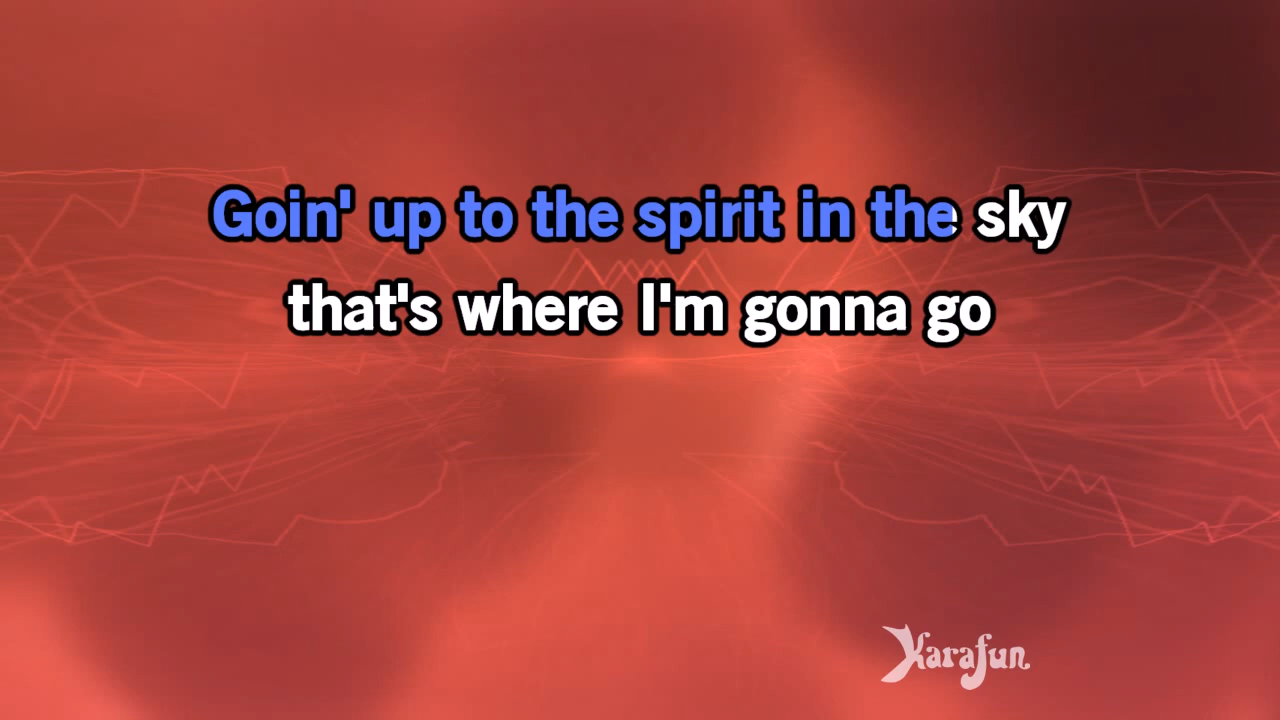 Goin' up to the spirit in the sky
that's where I'm gonna go
Karafun